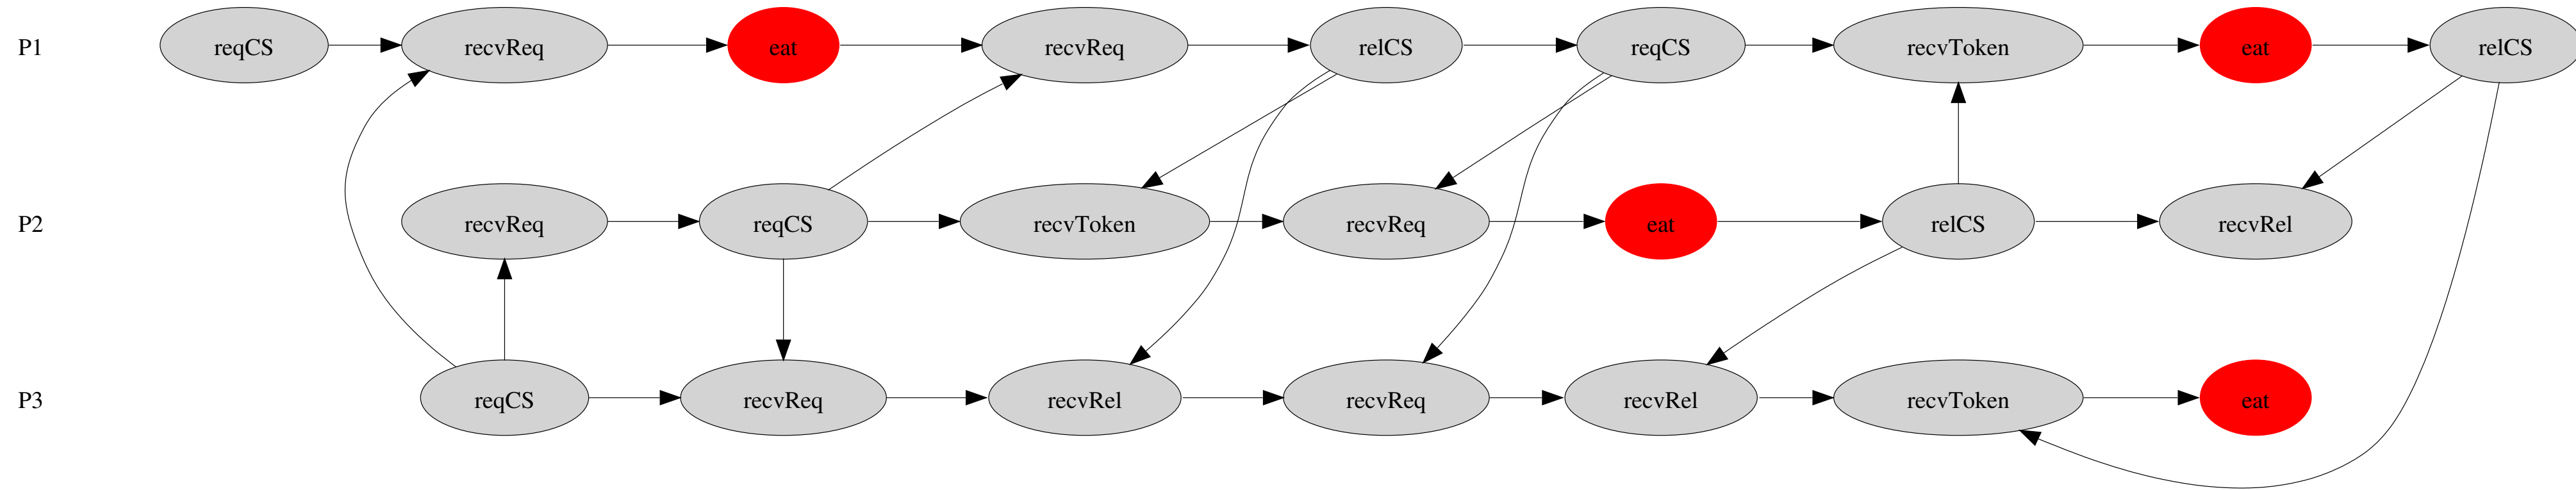 P1 reqCS recvReq eat recvReq relCS reqCS recvToken eat relCS
P2 recvReq reqCS recvToken recvReq eat relCS recvRel
P3 reqCS recvReq recvRel recvReq recvRel recvToken eat